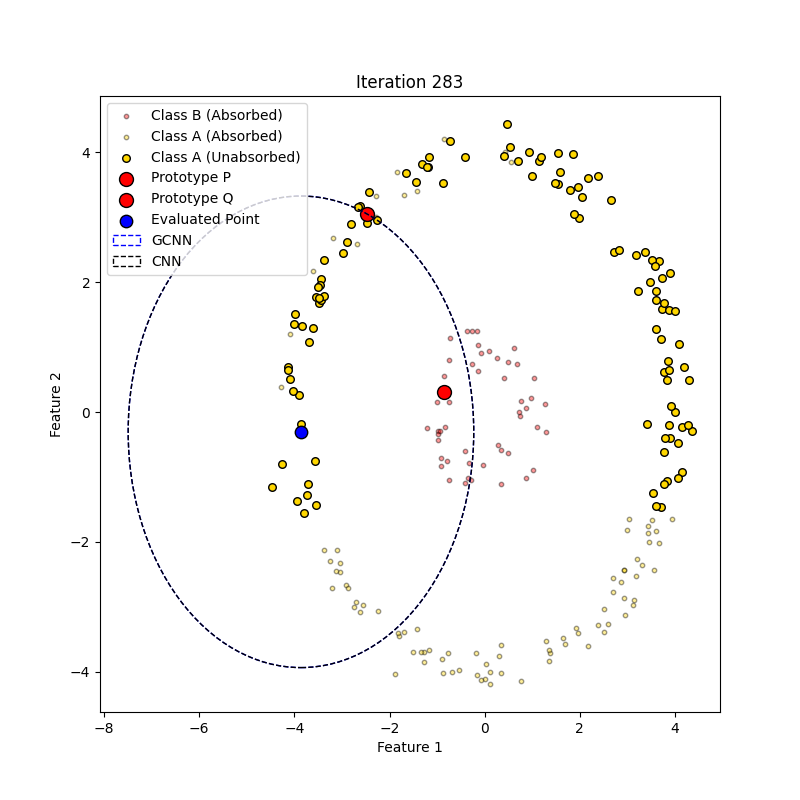 Iteration 283
Class B (Absorbed)
Class A (Absorbed)
Class A (Unabsorbed)
Prototype P
Prototype Q
Evaluated Point
GCNN
CNN
4
2
0
−2
−4
Feature 2
−8
−6
−4
−2
0
2
4
Feature 1